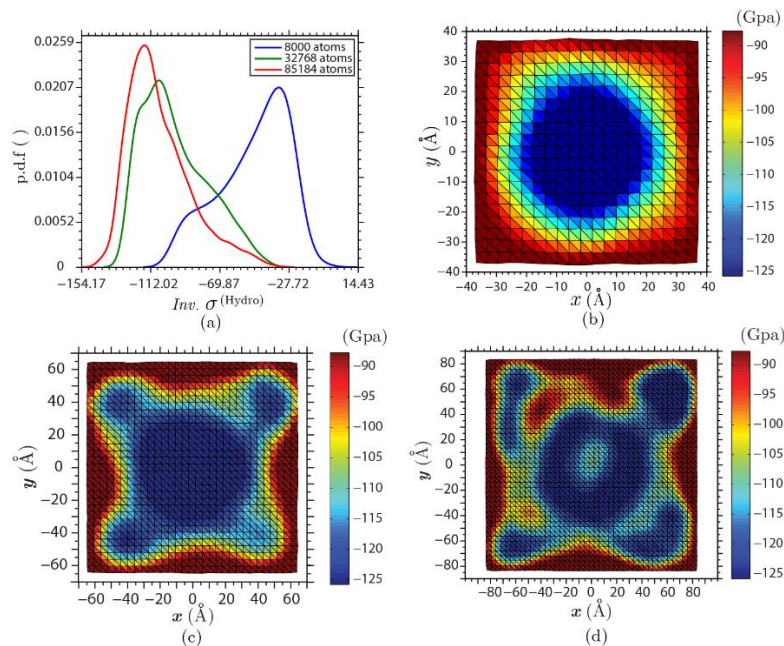 (Gpa)
0.0259
0.0207
0.0156
0.0104
0.0052
0
p.d.f ( )
8000 atoms
32768 atoms
85184 atoms
−154.17 −112.02 −69.87 −27.72 14.43
Inv. σ(Hydro)
(a)
40
30
20
10
0
−10
−20
−30
−40
y (Å)
−40 −30 −20 −10 0 10 20 30 40
x (Å)
(b)
−90
−95
−100
−105
−110
−115
−120
−125
(Gpa)
60
40
20
0
−20
−40
−60
y (Å)
−60 −40 −20 0 20 40 60
x (Å)
(c)
−90
−95
−100
−105
−110
−115
−120
−125
(Gpa)
80
60
40
20
0
−20
−40
−60
−80
y (Å)
−80 −60 −40 −20 0 20 40 60 80
x (Å)
(d)
−90
−95
−100
−105
−110
−115
−120
−125